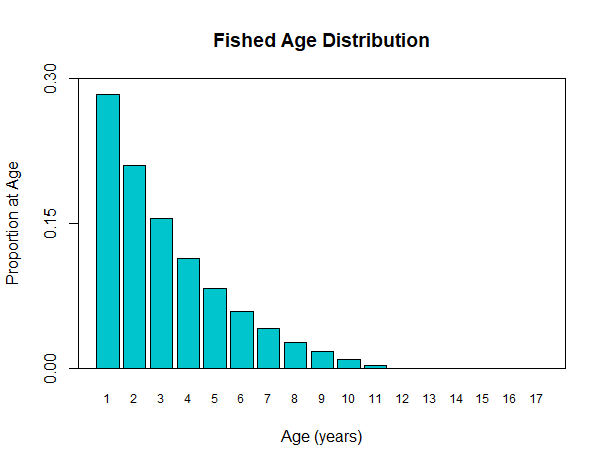 Fished Age Distribution
Proportion at Age
0.30
0.15
0.00
1 2 3 4 5 6 7 8 9 10 11 12 13 14 15 16 17
Age (years)